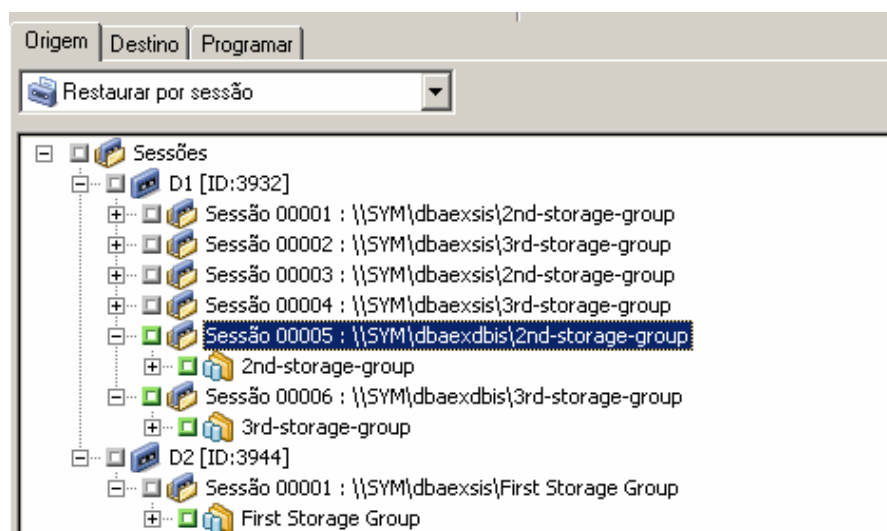 Origem Destino Programar
Restaurar por sessão
Sessões
D1 [ID:3932]
Sessão 00001 : \\SYM\dbaexsis\2nd-storage-group
Sessão 00002 : \\SYM\dbaexsis\3rd-storage-group
Sessão 00003 : \\SYM\dbaexsis\2nd-storage-group
Sessão 00004 : \\SYM\dbaexsis\3rd-storage-group
Sessão 00005 : \\SYM\dbaexdbis\2nd-storage-group
2nd-storage-group
Sessão 00006 : \\SYM\dbaexdbis\3rd-storage-group
3rd-storage-group
D2 [ID:3944]
Sessão 00001 : \\SYM\dbaexsis\First Storage Group
First Storage Group